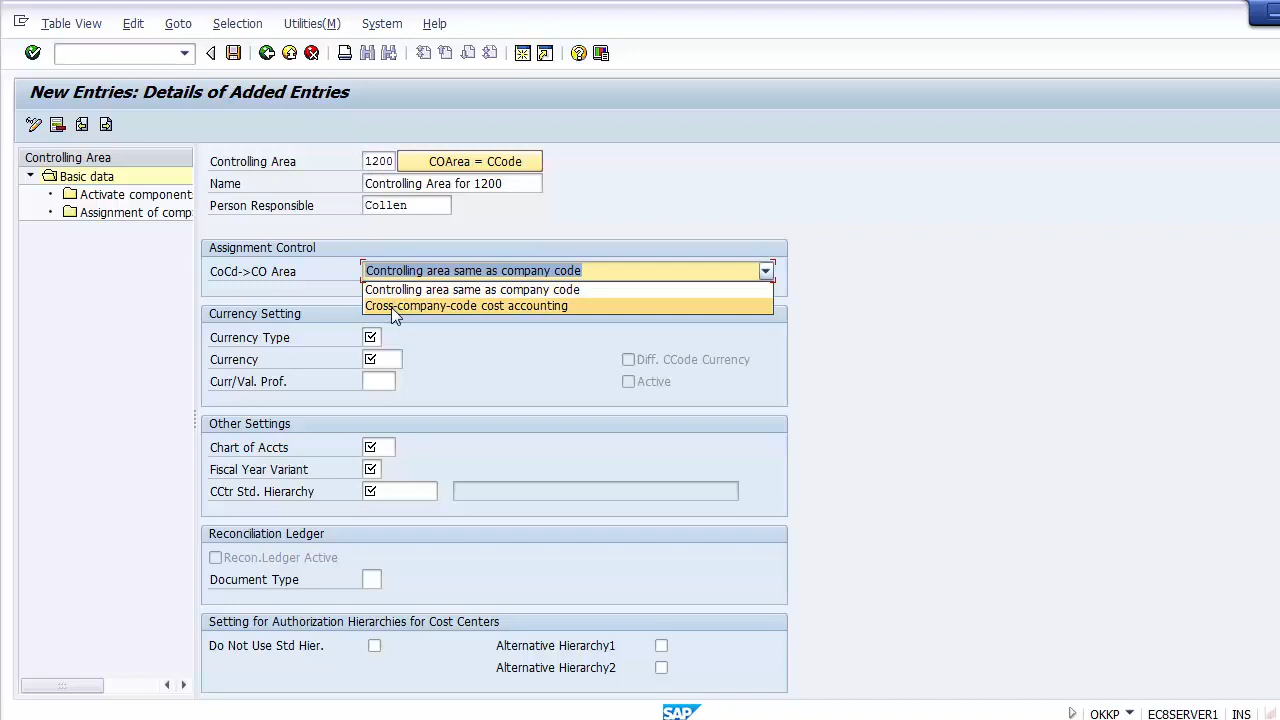 Table View Edit Goto Selection Utilities(M) System Help
New Entries: Details of Added Entries
Controlling Area
Basic data
Activate component
Assignment of comp
Controlling Area 1200 COArea = CCode
Name Controlling Area for 1200
Person Responsible Collen
Assignment Control
CoCd->CO Area Controlling area same as company code
Controlling area same as company code
Cross-company-code cost accounting
Currency Setting
Currency Type
Currency Diff. CCode Currency
Curr/Val. Prof. Active
Other Settings
Chart of Accts
Fiscal Year Variant
CCtr Std. Hierarchy
Reconciliation Ledger
Recon.Ledger Active
Document Type
Setting for Authorization Hierarchies for Cost Centers
Do Not Use Std Hier. Alternative Hierarchy1
Alternative Hierarchy2
SAP OKKP EC8SERVER1 INS